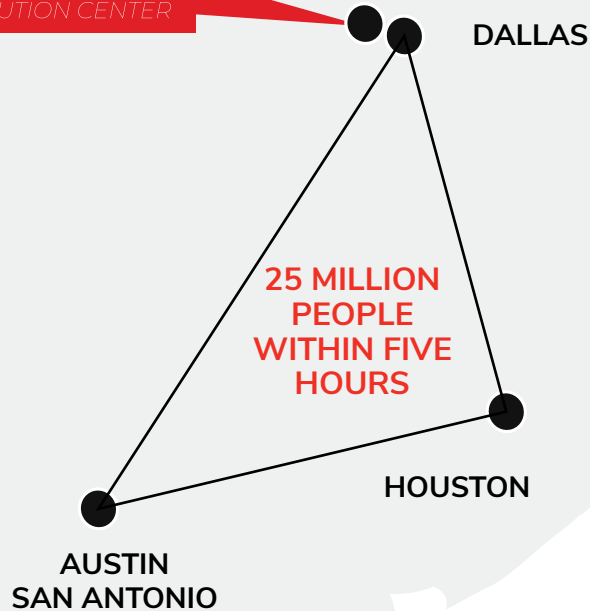 UTION CENTER
DALLAS
25 MILLION
PEOPLE
WITHIN FIVE
HOURS
HOUSTON
AUSTIN
SAN ANTONIO